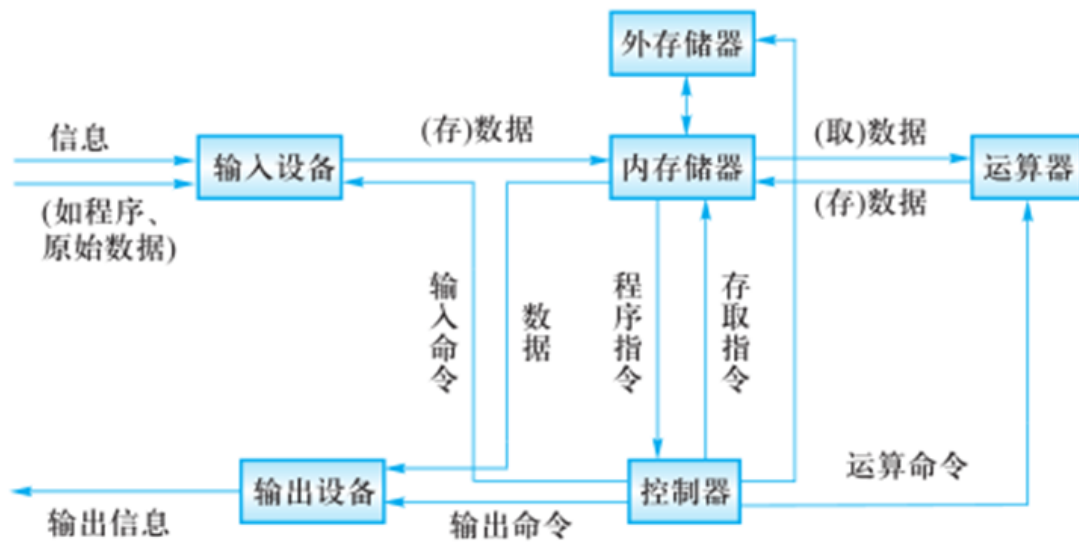 外存储器
信息
(存)数据
(取)数据
输入设备
内存储器
运算器
(存)数据
(如程序、
原始数据)
输入命令
数据
程序指令
存取指令
运算命令
输出设备
控制器
输出信息
输出命令